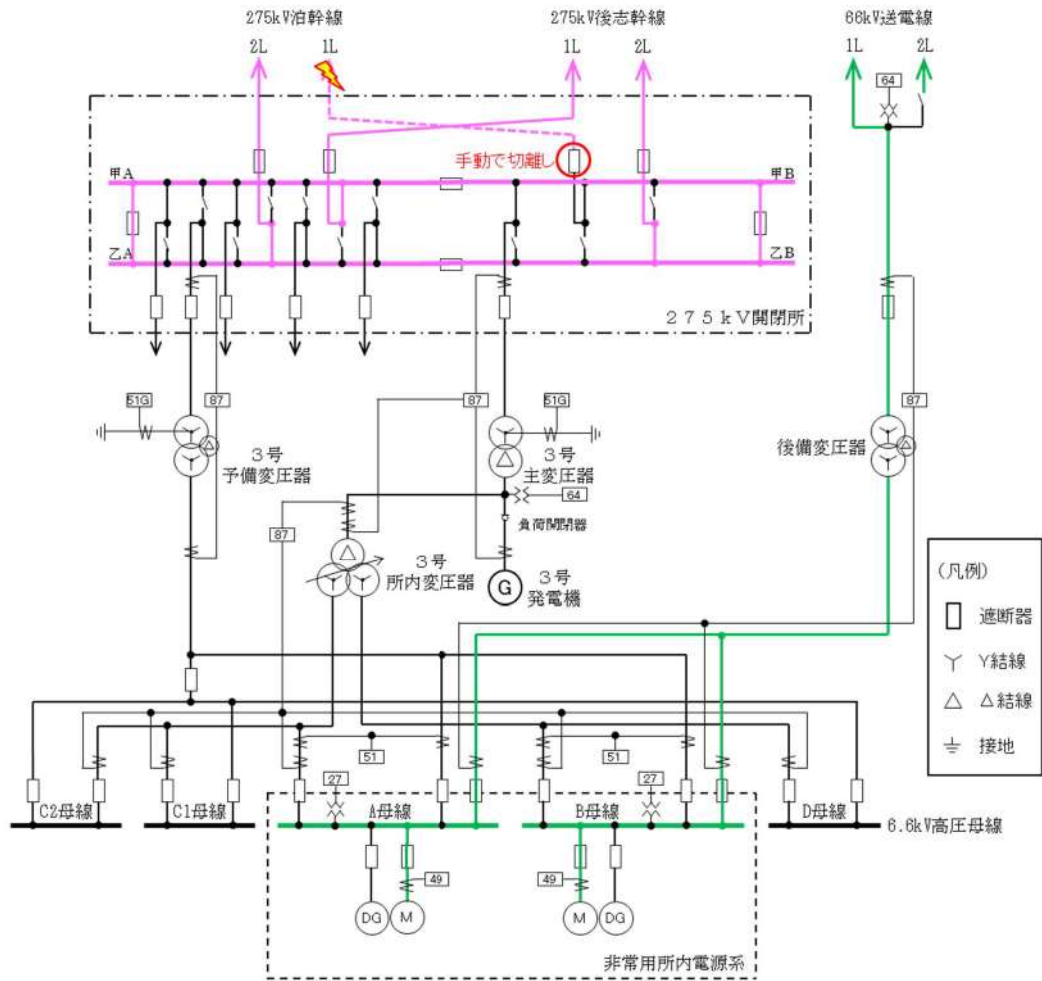 275kV泊幹線
275kV後志幹線
66kV送電線
2L
1L
1L
2L
1L
2L
64
手動で切離し
甲A
甲B
乙A
乙B
275kV開閉所
51G
87
87
51G
87
3号
予備変圧器
3号
主変圧器
後備変圧器
64
負荷開閉器
87
3号
所内変圧器
G
3号
発電機
(凡例)
遮断器
Y結線
△結線
接地
51
51
27
27
C2母線
C1母線
A母線
B母線
D母線
6.6kV高圧母線
49
49
DG
M
M
DG
非常用所内電源系